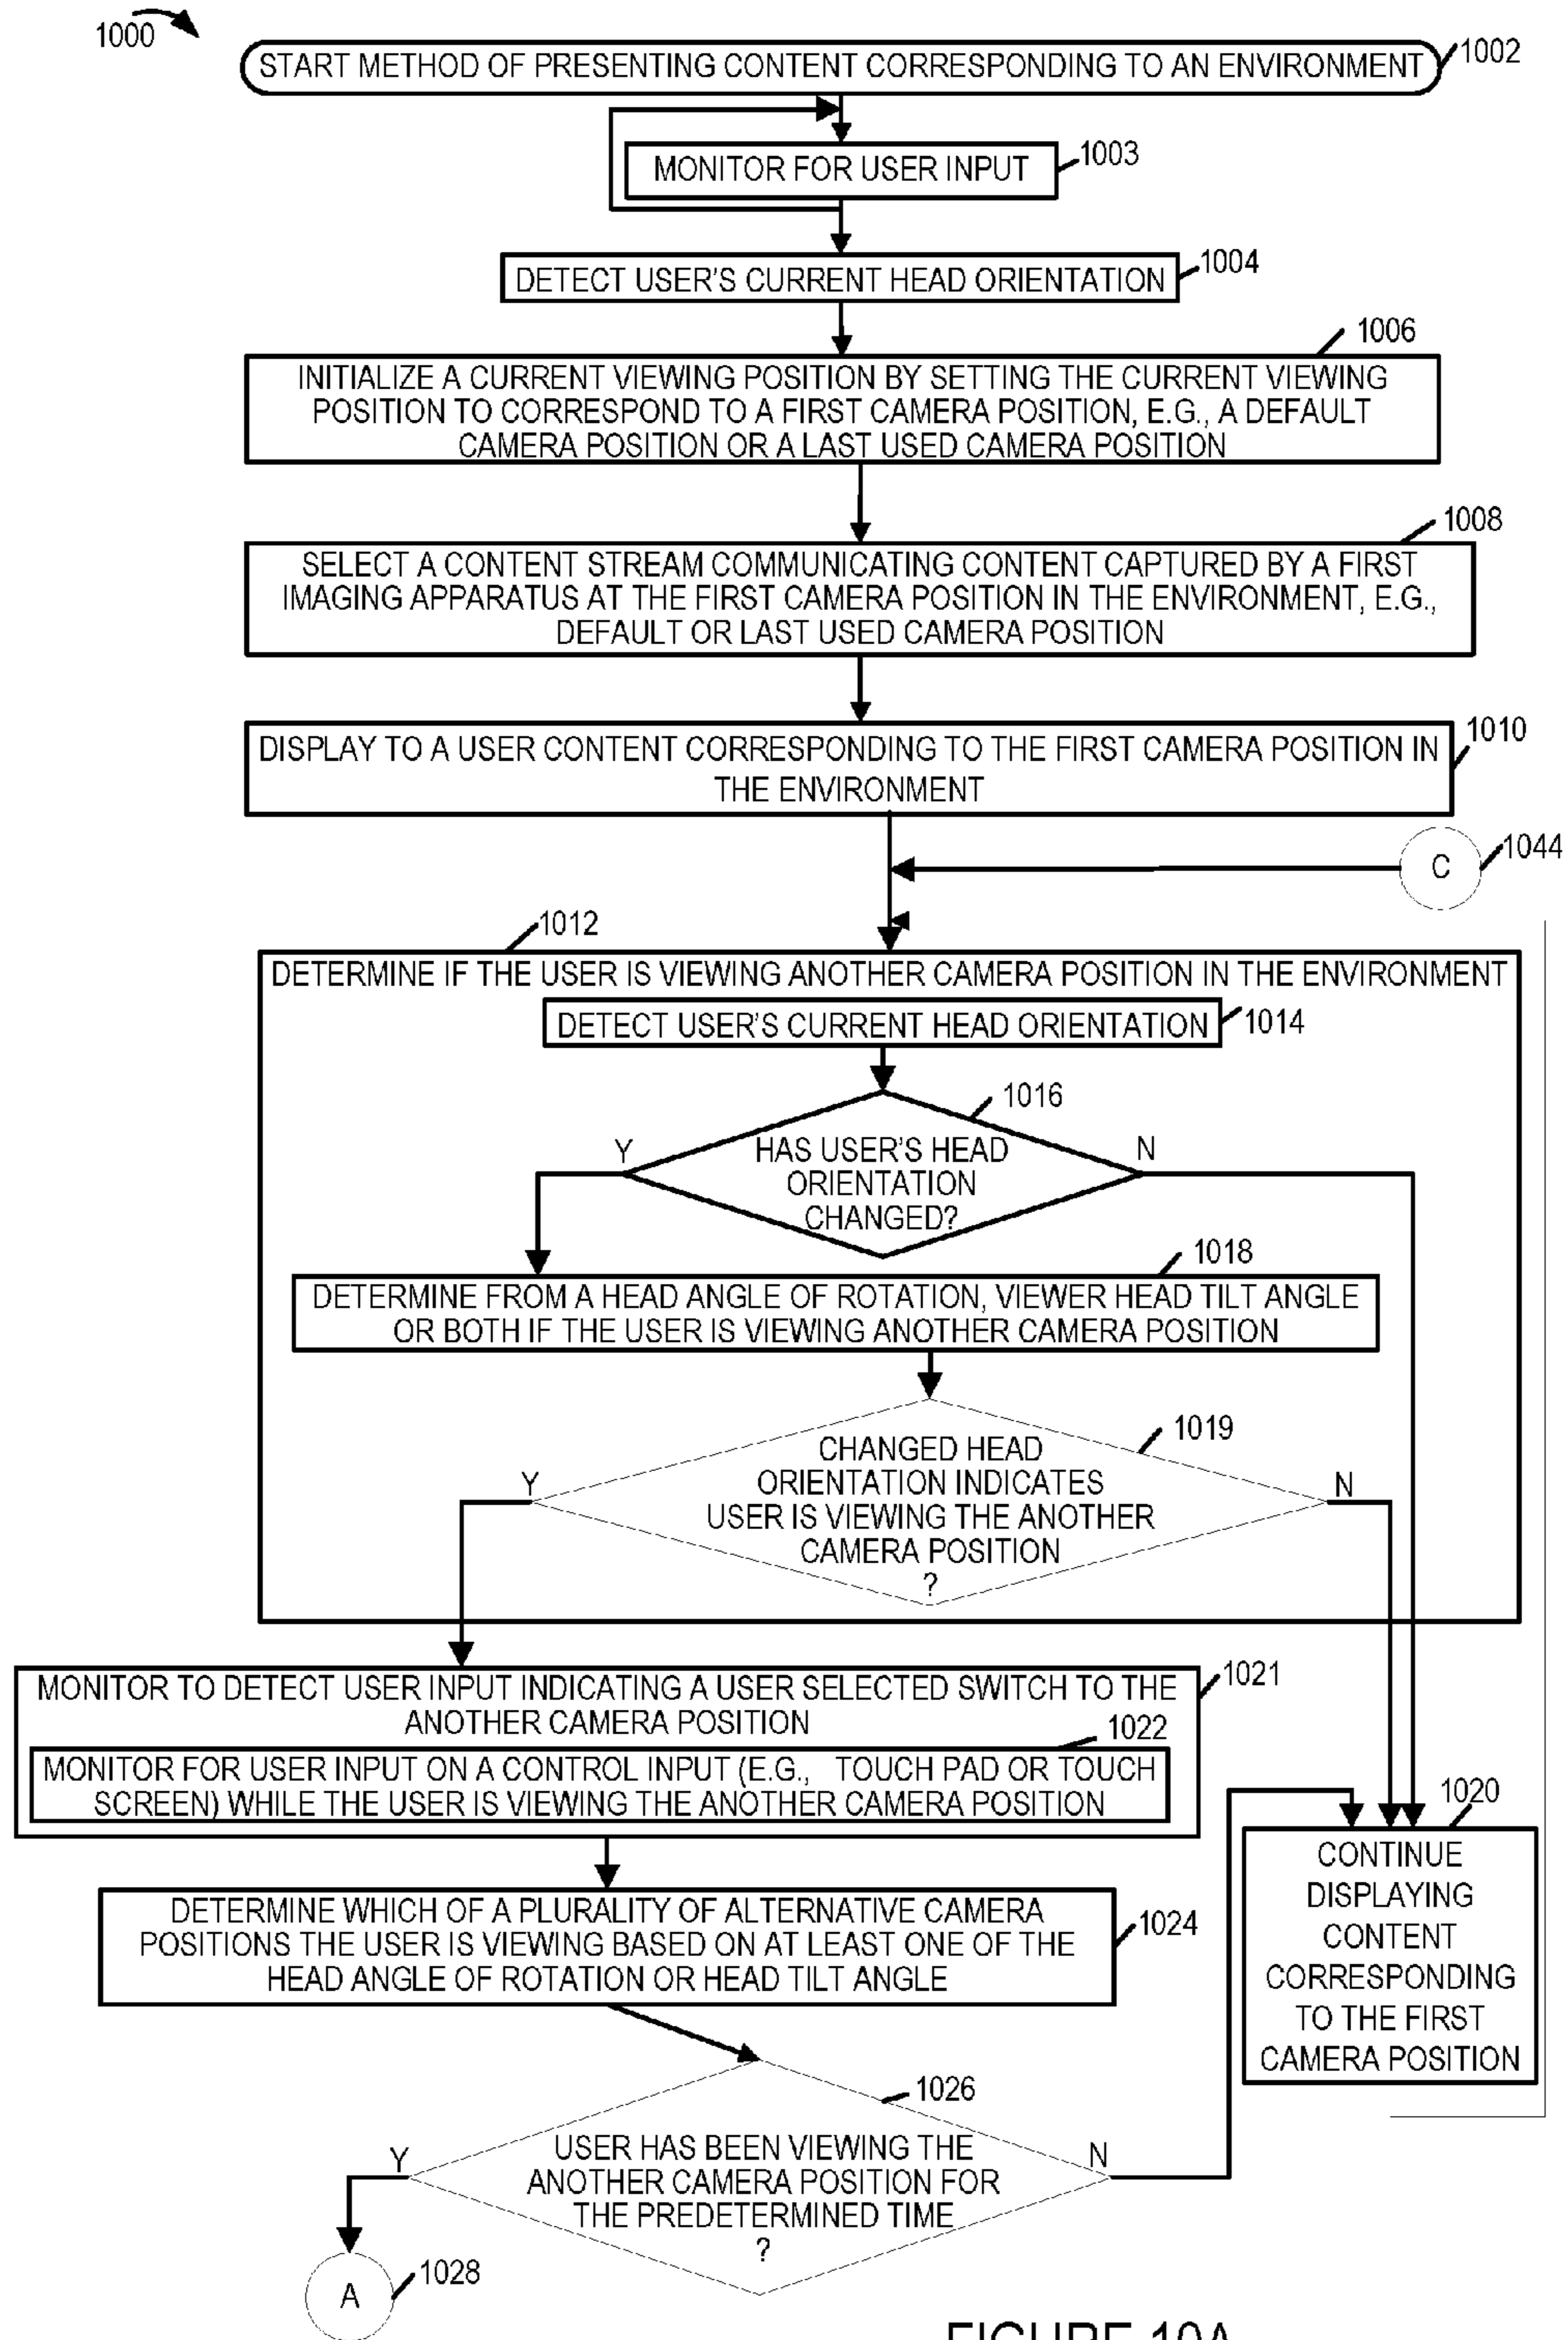 1000
START METHOD OF PRESENTING CONTENT CORRESPONDING TO AN ENVIRONMENT
1002
MONITOR FOR USER INPUT
1003
DETECT USER'S CURRENT HEAD ORIENTATION
1004
1006
INITIALIZE A CURRENT VIEWING POSITION BY SETTING THE CURRENT VIEWING
POSITION TO CORRESPOND TO A FIRST CAMERA POSITION, E.G., A DEFAULT
CAMERA POSITION OR A LAST USED CAMERA POSITION
1008
SELECT A CONTENT STREAM COMMUNICATING CONTENT CAPTURED BY A FIRST
IMAGING APPARATUS AT THE FIRST CAMERA POSITION IN THE ENVIRONMENT, E.G.,
DEFAULT OR LAST USED CAMERA POSITION
1010
DISPLAY TO A USER CONTENT CORRESPONDING TO THE FIRST CAMERA POSITION IN
THE ENVIRONMENT
C
1044
1012
DETERMINE IF THE USER IS VIEWING ANOTHER CAMERA POSITION IN THE ENVIRONMENT
DETECT USER'S CURRENT HEAD ORIENTATION
1014
1016
Y
N
HAS USER'S HEAD
ORIENTATION
CHANGED?
1018
DETERMINE FROM A HEAD ANGLE OF ROTATION, VIEWER HEAD TILT ANGLE
OR BOTH IF THE USER IS VIEWING ANOTHER CAMERA POSITION
1019
Y
N
CHANGED HEAD
ORIENTATION INDICATES
USER IS VIEWING THE ANOTHER
CAMERA POSITION
?
1021
MONITOR TO DETECT USER INPUT INDICATING A USER SELECTED SWITCH TO THE
ANOTHER CAMERA POSITION
1022
MONITOR FOR USER INPUT ON A CONTROL INPUT (E.G., TOUCH PAD OR TOUCH
SCREEN) WHILE THE USER IS VIEWING THE ANOTHER CAMERA POSITION
1020
CONTINUE
DISPLAYING
CONTENT
CORRESPONDING
TO THE FIRST
CAMERA POSITION
DETERMINE WHICH OF A PLURALITY OF ALTERNATIVE CAMERA
POSITIONS THE USER IS VIEWING BASED ON AT LEAST ONE OF THE
HEAD ANGLE OF ROTATION OR HEAD TILT ANGLE
1024
1026
Y
N
USER HAS BEEN VIEWING THE
ANOTHER CAMERA POSITION FOR
THE PREDETERMINED TIME
?
A
1028
FIGURE 10A